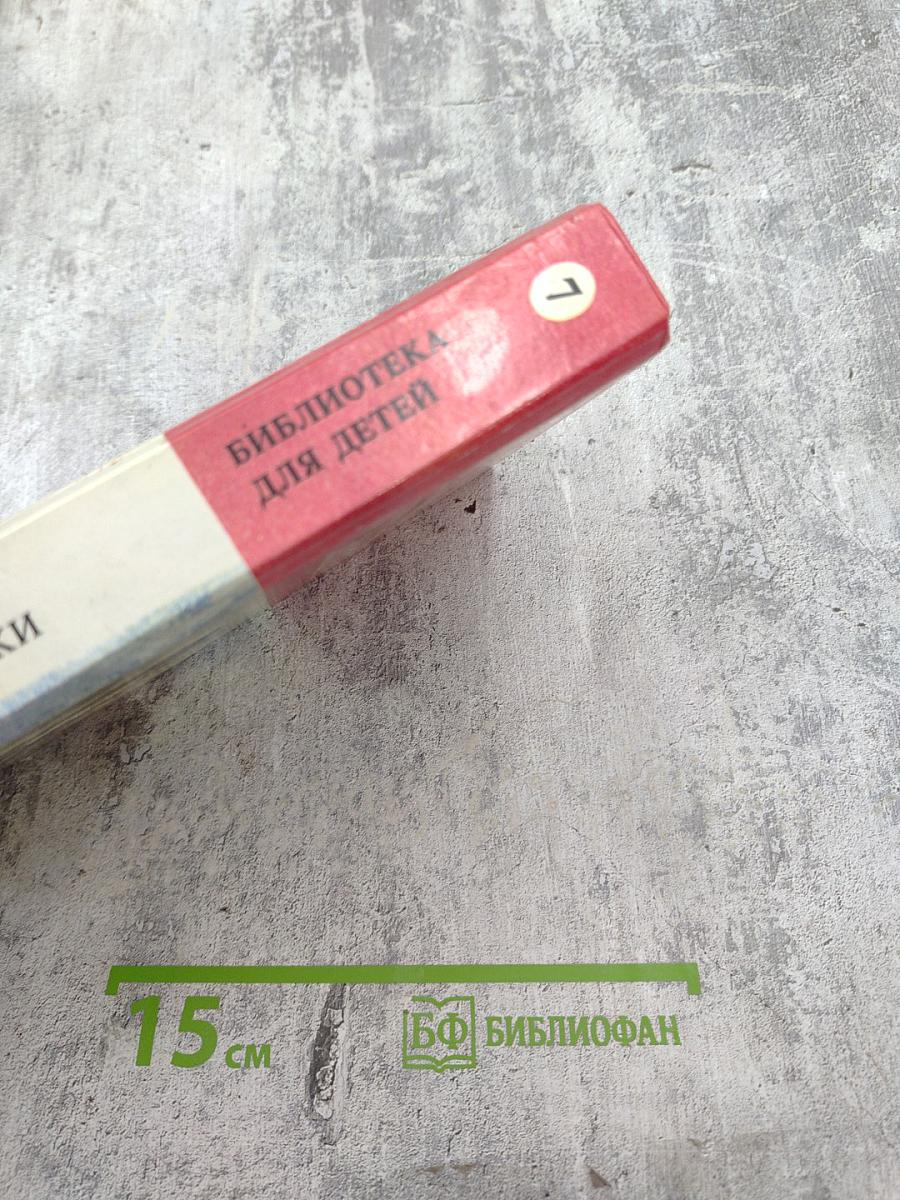 БИБЛИОТЕКА
ДЛЯ ДЕТЕЙ
7
КИ
15 см
БФ БИБЛИОФАН